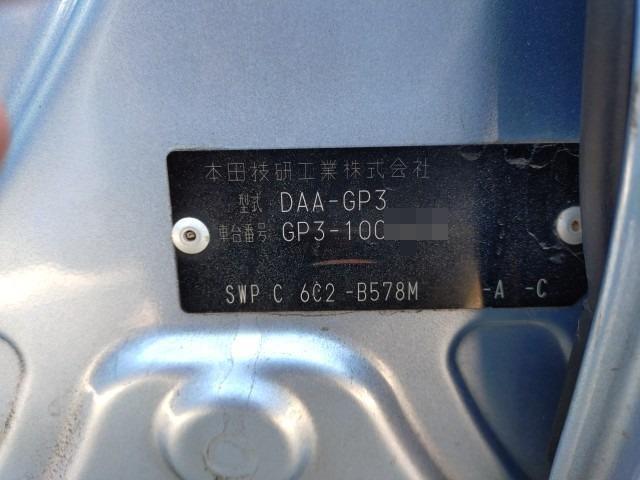 本田技研工業株式会社
型式 DAA-GP3
車台番号 GP3-100
SWP C 6C2 -B578M -A -C